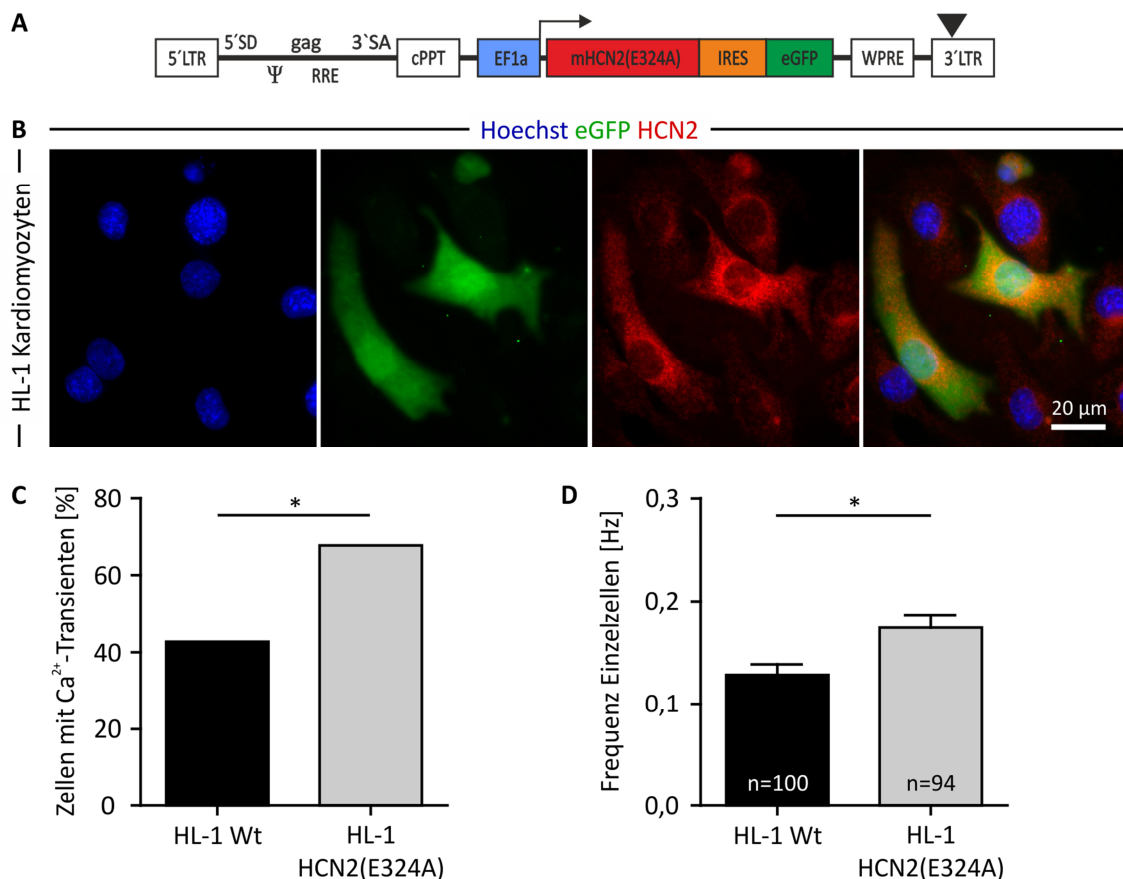 A
5´SD gag 3`SA
5´LTR cPPT EF1a mHCN2(E324A) IRES eGFP WPRE 3´LTR
Ψ RRE
B
Hoechst eGFP HCN2
HL-1 Kardiomyozyten
20 µm
C
Zellen mit Ca²⁺-Transienten [%]
80
60
40
20
0
*
HL-1 Wt
HL-1
HCN2(E324A)
D
Frequenz Einzelzellen [Hz]
0,3
0,2
0,1
0,0
*
n=100
n=94
HL-1 Wt
HL-1
HCN2(E324A)